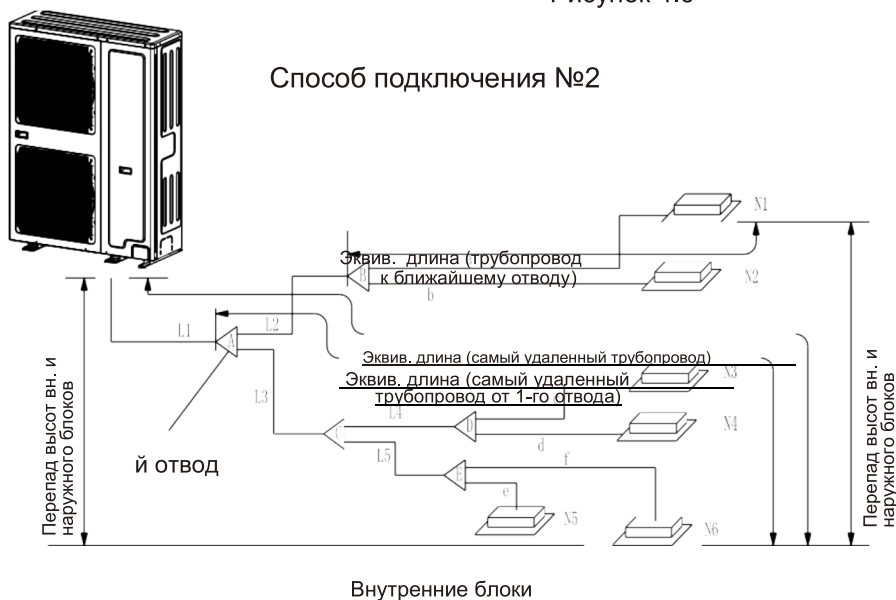 Способ подключения №2
N1
Эквив. длина (трубопровод
к ближайшему отводу)
B
N2
b
L1
L2
A
Эквив. длина (самый удаленный трубопровод)
N3
Эквив. длина (самый удаленный
трубопровод от 1-го отвода)
L3
L4
D
N4
C
d
й отвод
L5
f
E
e
N5
N6
Перепад высот вн. и
наружного блоков
Перепад высот вн. и
наружного блоков
Внутренние блоки